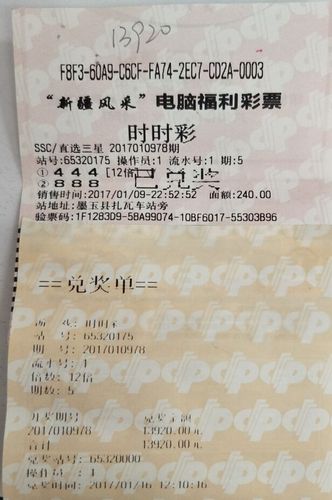 13920
F8F3-60A9-C6CF-FA74-2EC7-CD2A-0003
“新疆风采”电脑福利彩票
时时彩
SSC/直选三星 2017010978期
站号:65320175 操作员:1 流水号:1 期:5
①444[12倍] 已兑奖
②888
销售时间:2017/01/09-22:52:52 面额:240.00
站地址:墨玉县扎瓦车站旁
验票码:1F1283D9-58A99074-10BF6017-55303B96
==兑奖单==
游 戏:时时彩
站 号:65320175
期 号:2017010978
流水号:1
倍数:12倍
期数:5
开奖期号 兑奖金额
2017010978 13920.00元
合计 13920.00元
兑奖站号:65320000
操作员号:1
兑奖时间:2017/01/16 12:10:16